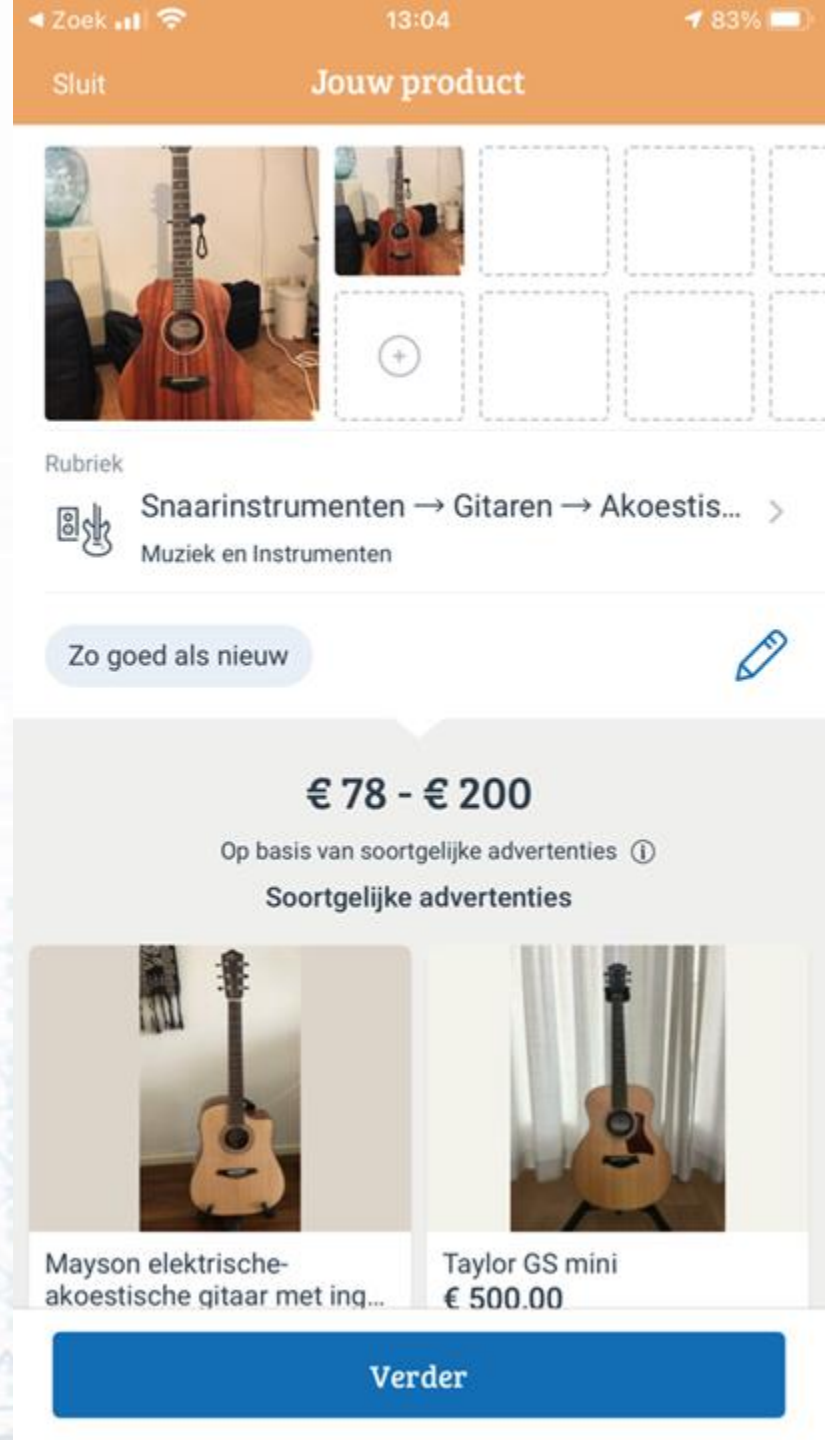 Zoek
13:04
83%
Sluit
Jouw product
Rubriek
Snaarinstrumenten → Gitaren → Akoestis...
Muziek en Instrumenten
Zo goed als nieuw
€ 78 - € 200
Op basis van soortgelijke advertenties
Soortgelijke advertenties
Mayson elektrische-
akoestische gitaar met ing...
Taylor GS mini
€ 500.00
Verder